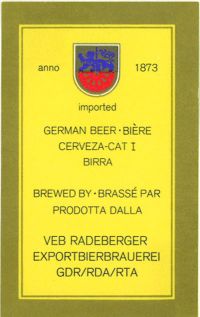 anno 1873
imported
GERMAN BEER·BIÈRE
CERVEZA-CAT I
BIRRA
BREWED BY·BRASSÉ PAR
PRODOTTA DALLA
VEB RADEBERGER
EXPORTBIERBRAUEREI
GDR/RDA/RTA